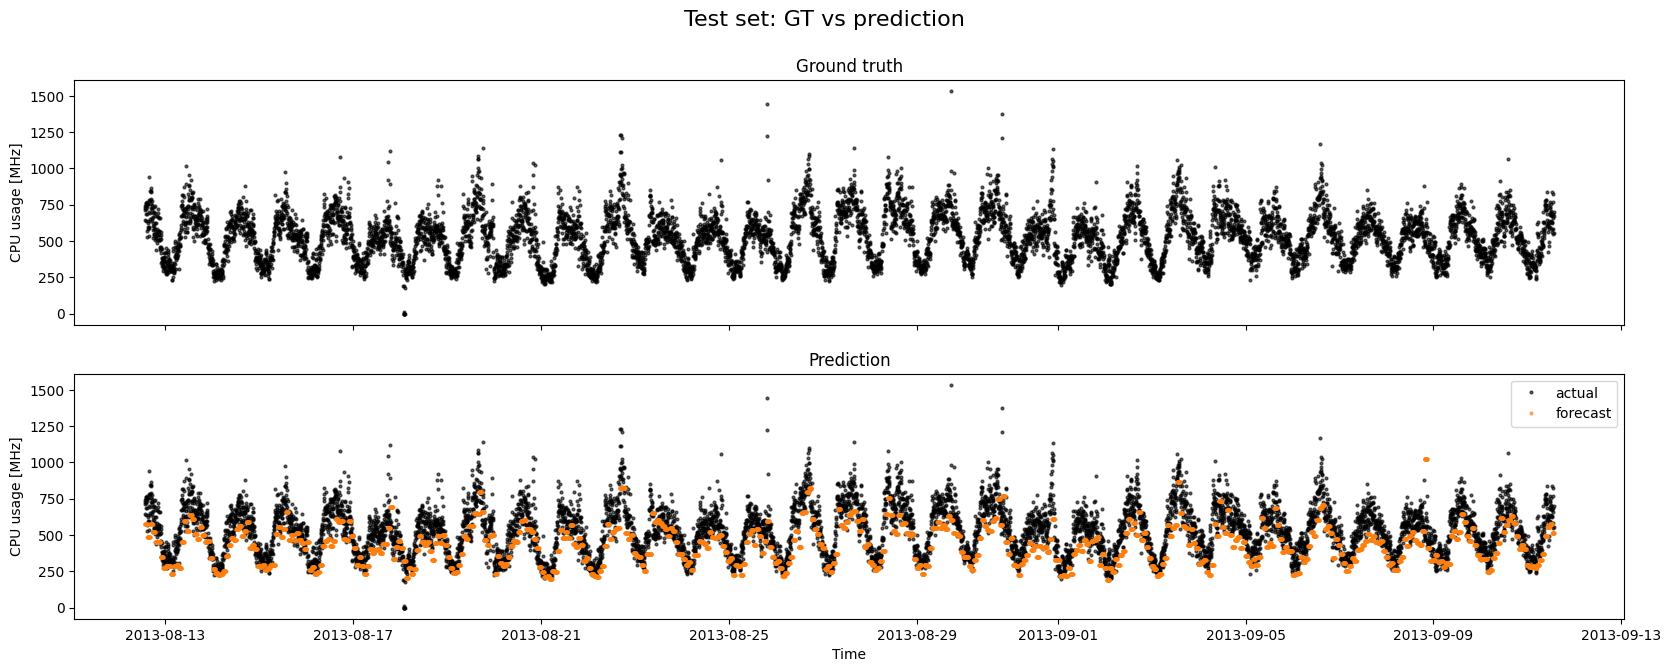 Test set: GT vs prediction
Ground truth
1500
1250
1000
750
500
250
0
CPU usage [MHz]
Prediction
1500
1250
1000
750
500
250
0
CPU usage [MHz]
actual
forecast
2013-08-13 2013-08-17 2013-08-21 2013-08-25 2013-08-29 2013-09-01 2013-09-05 2013-09-09 2013-09-13
Time